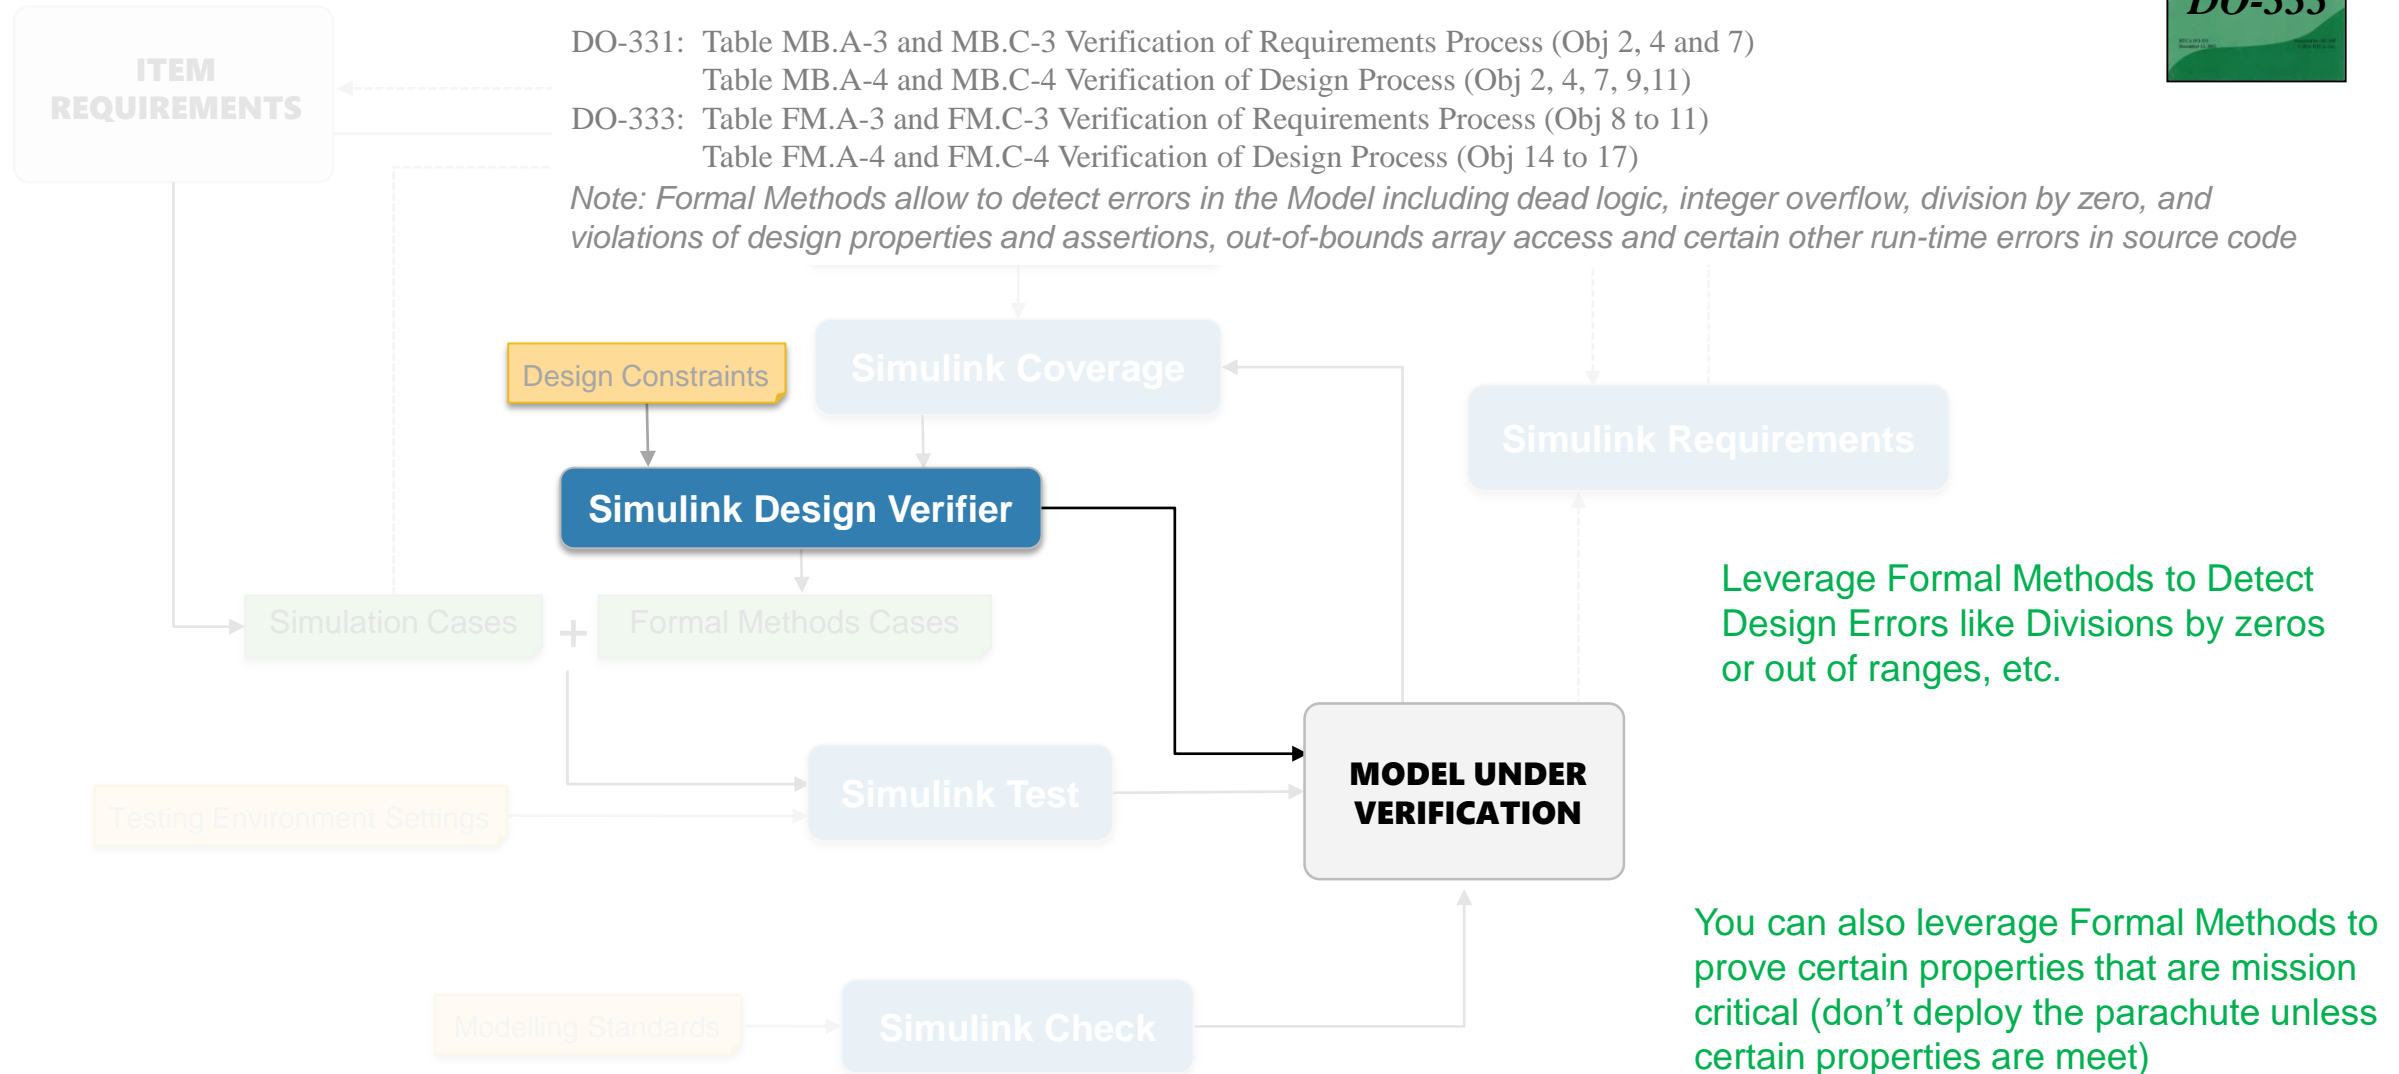 DO-333
DO-331: Table MB.A-3 and MB.C-3 Verification of Requirements Process (Obj 2, 4 and 7)
Table MB.A-4 and MB.C-4 Verification of Design Process (Obj 2, 4, 7, 9,11)
DO-333: Table FM.A-3 and FM.C-3 Verification of Requirements Process (Obj 8 to 11)
Table FM.A-4 and FM.C-4 Verification of Design Process (Obj 14 to 17)
Note: Formal Methods allow to detect errors in the Model including dead logic, integer overflow, division by zero, and
violations of design properties and assertions, out-of-bounds array access and certain other run-time errors in source code
ITEM
REQUIREMENTS
Design Constraints
Simulink Coverage
Simulink Requirements
Simulink Design Verifier
Simulation Cases
+
Formal Methods Cases
Leverage Formal Methods to Detect
Design Errors like Divisions by zeros
or out of ranges, etc.
Testing Environment Settings
Simulink Test
MODEL UNDER
VERIFICATION
Modelling Standards
Simulink Check
You can also leverage Formal Methods to
prove certain properties that are mission
critical (don’t deploy the parachute unless
certain properties are meet)